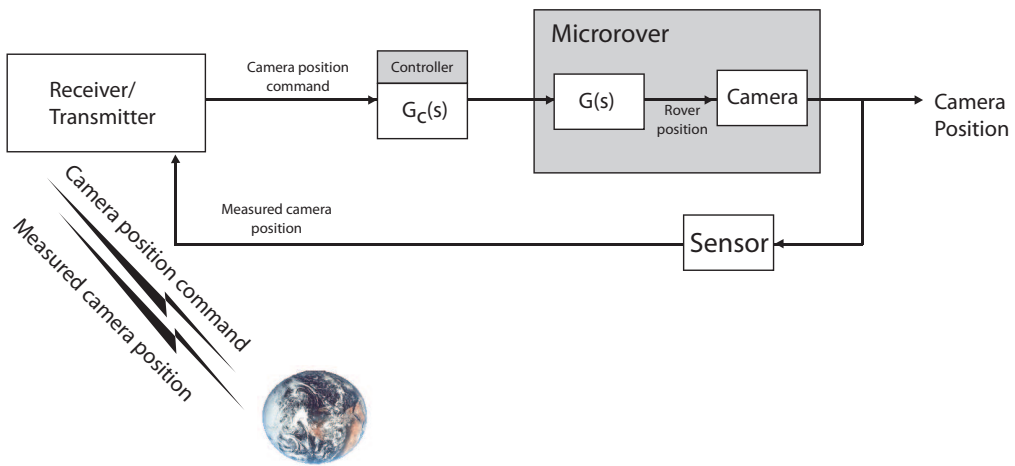 Microrover
Receiver/
Transmitter
Camera position
command
Controller
G_C(s)
G(s)
Rover
position
Camera
Camera
Position
Measured camera
position
Sensor
Camera position command
Measured camera position